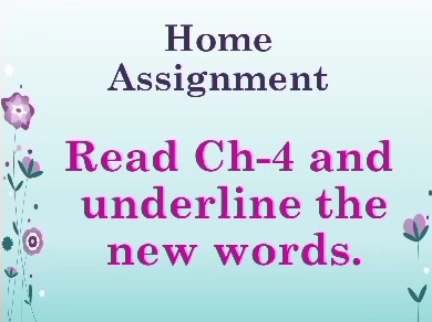 Home
Assignment
Read Ch-4 and
underline the
new words.